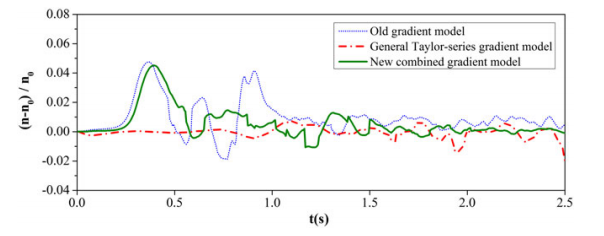 0.08
Old gradient model
General Taylor-series gradient model
New combined gradient model
0.06
0.04
0.02
0.00
-0.02
-0.04
(n-n0) / n0
0.0 0.5 1.0 1.5 2.0 2.5
t(s)